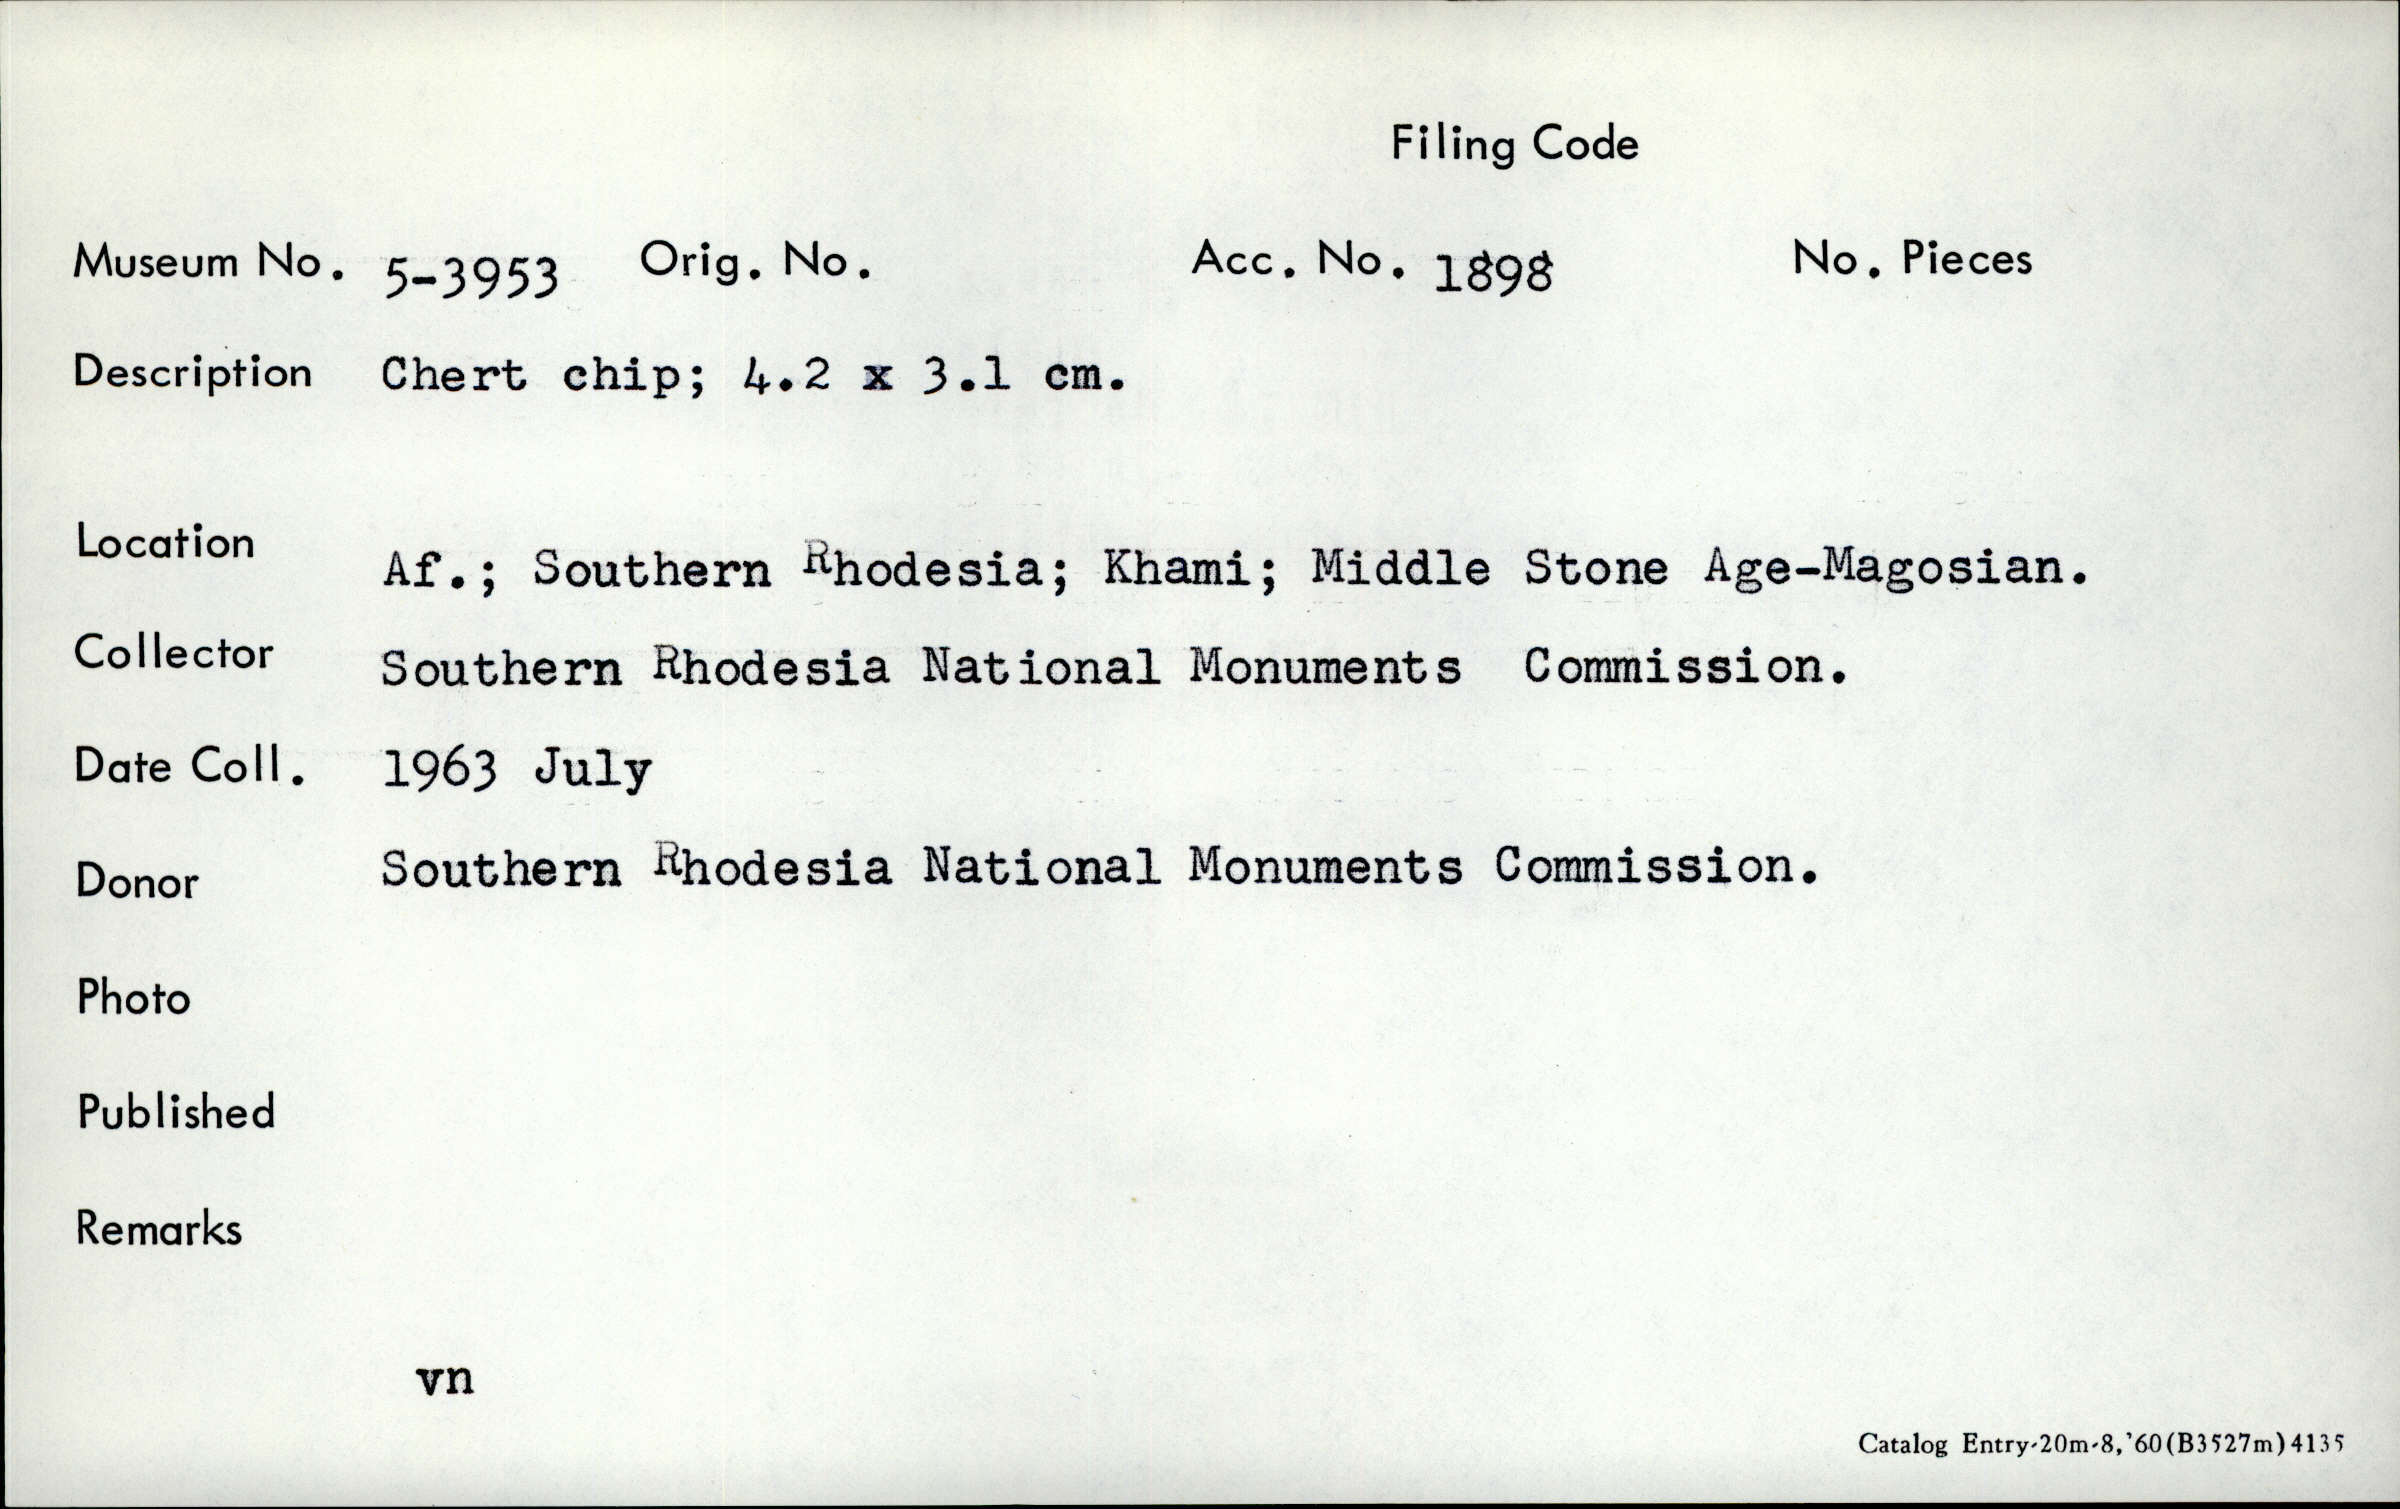 Filing Code
Museum No. 5-3953 Orig. No. Acc. No. 1898 No. Pieces
Description Chert chip; 4.2 x 3.1 cm.
Location Af.; Southern Rhodesia; Khami; Middle Stone Age-Magosian.
Collector Southern Rhodesia National Monuments Commission.
Date Coll. 1963 July
Donor Southern Rhodesia National Monuments Commission.
Photo
Published
Remarks
vn
Catalog Entry-20m-8,'60(B3527m)4135